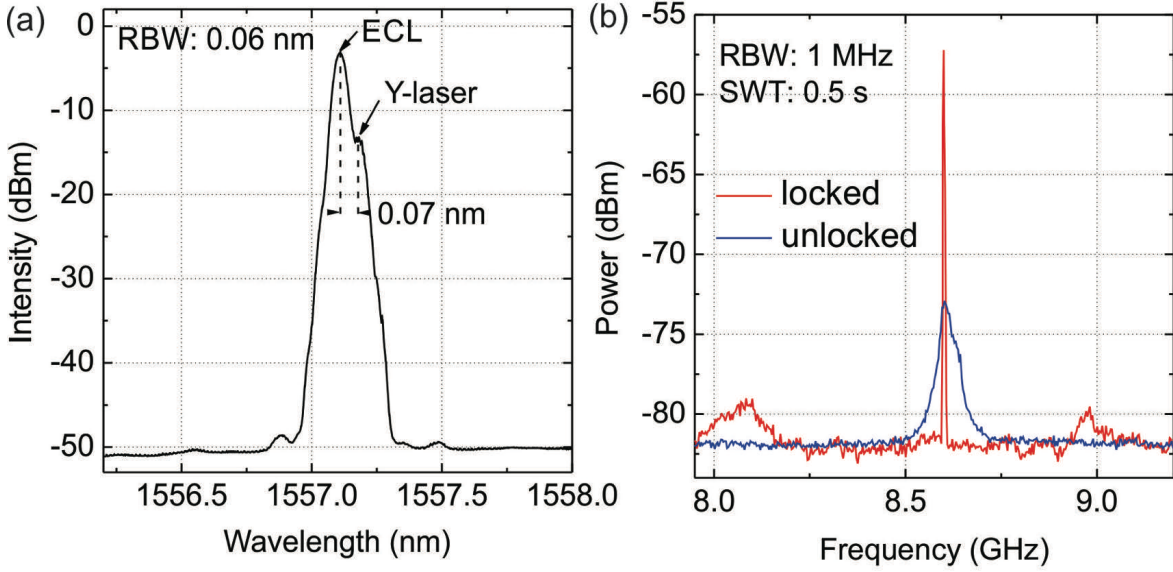 (a)
0
-10
-20
-30
-40
-50
Intensity (dBm)
RBW: 0.06 nm
ECL
Y-laser
0.07 nm
1556.5
1557.0
1557.5
1558.0
Wavelength (nm)
(b)
-55
-60
-65
-70
-75
-80
Power (dBm)
RBW: 1 MHz
SWT: 0.5 s
locked
unlocked
8.0
8.5
9.0
Frequency (GHz)